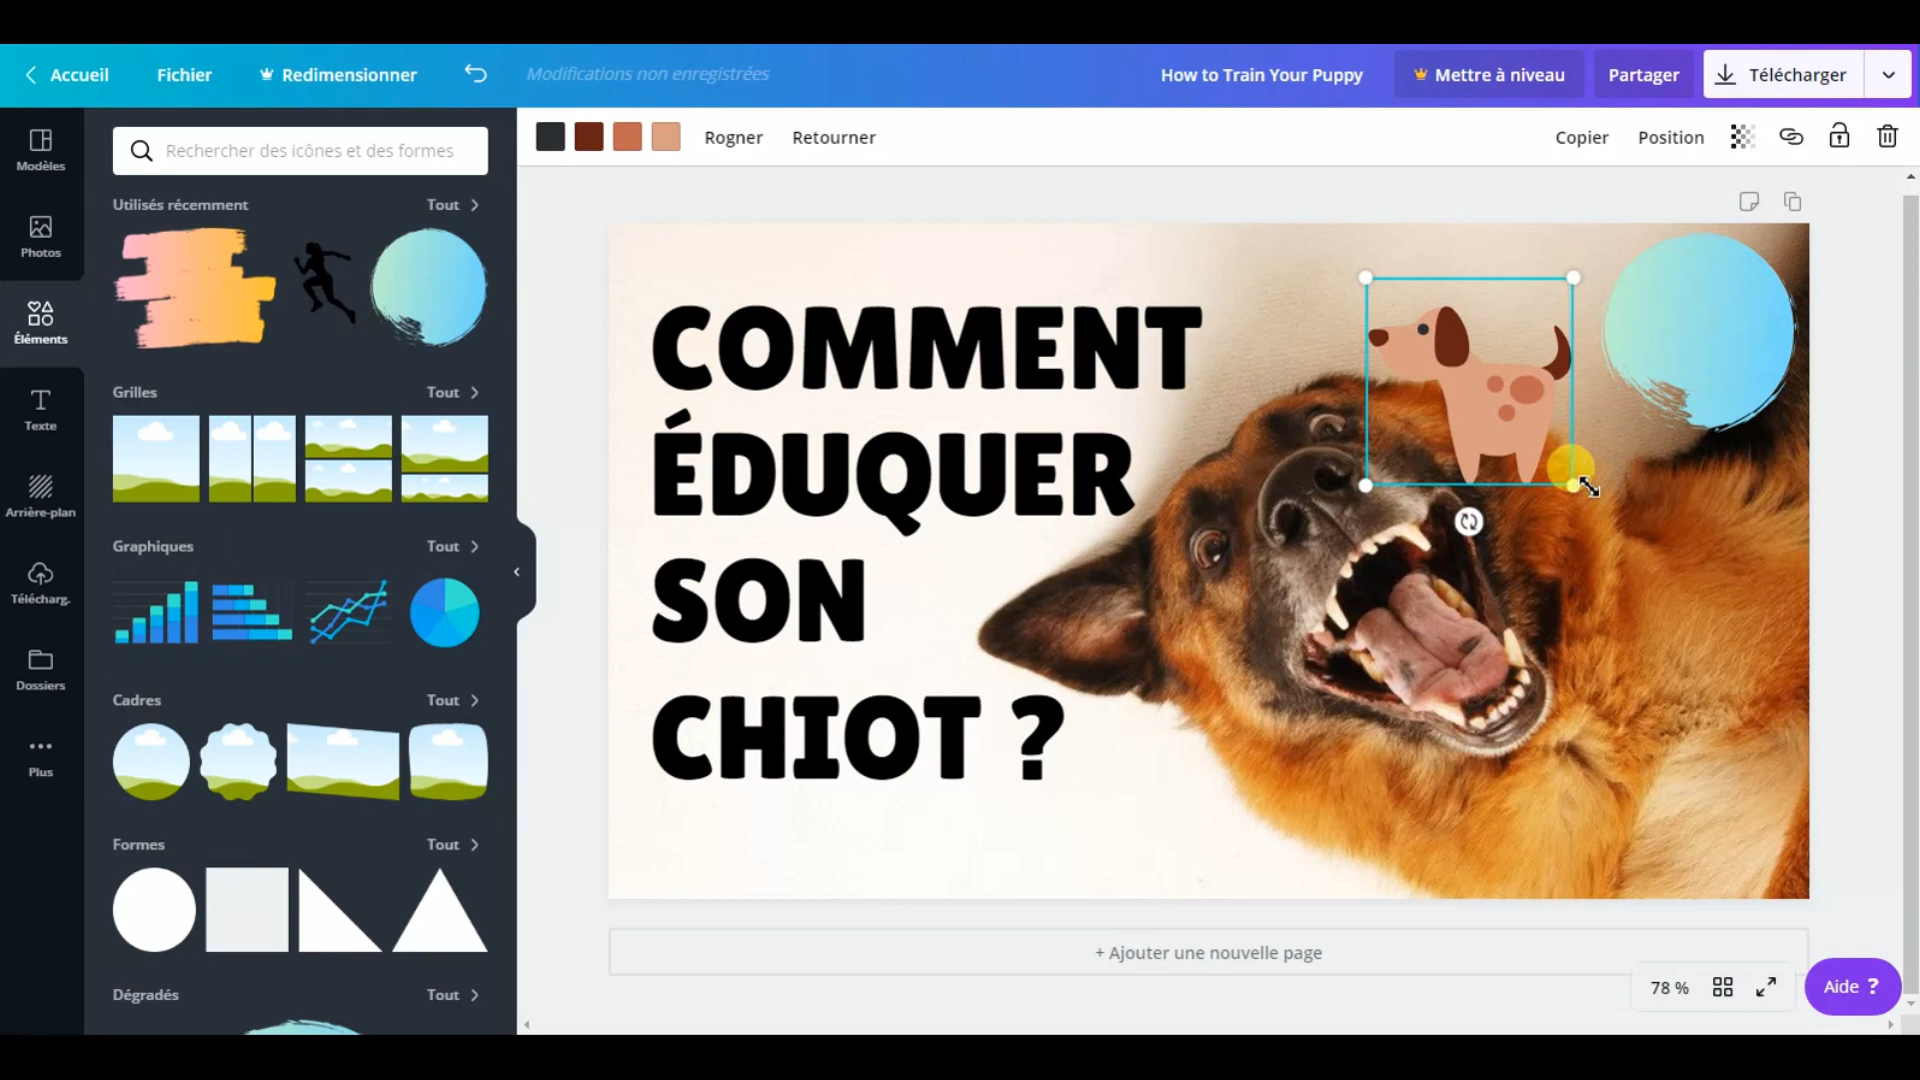 Accueil
Fichier
Redimensionner
Modifications non enregistrées
How to Train Your Puppy
Mettre à niveau
Partager
Télécharger
Modèles
Photos
Éléments
Texte
Arrière-plan
Télécharg.
Dossiers
Plus
Rechercher des icônes et des formes
Utilisés récemment
Tout
Grilles
Tout
Graphiques
Tout
Cadres
Tout
Formes
Tout
Dégradés
Tout
Rogner
Retourner
Copier
Position
COMMENT
ÉDUQUER
SON
CHIOT ?
+ Ajouter une nouvelle page
78 %
Aide ?